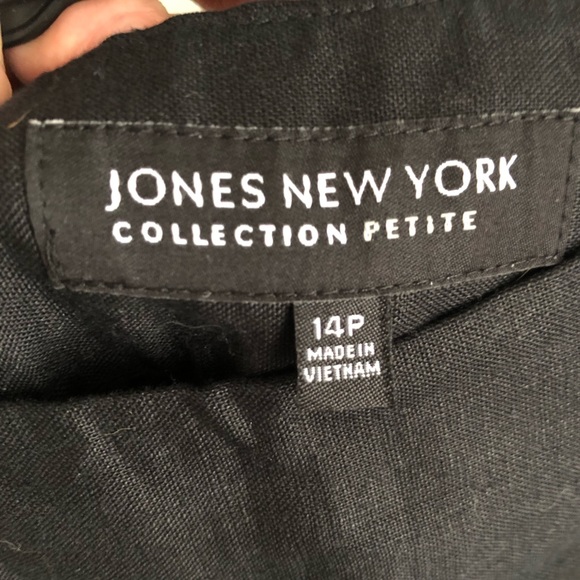 JONES NEW YORK
COLLECTION PETITE
14P
MADE IN
VIETNAM